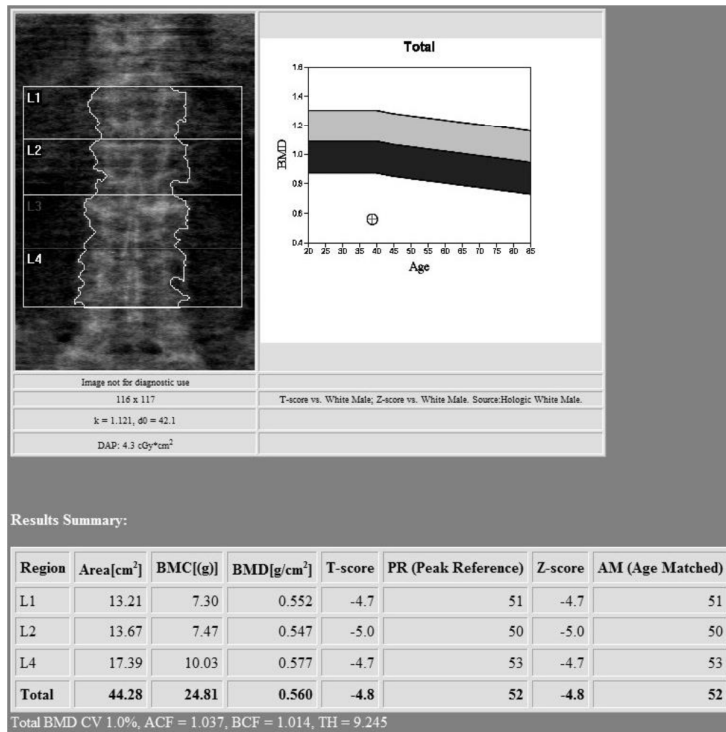 L1
L2
L3
L4
Image not for diagnostic use
116 x 117
k = 1.121, d0 = 42.1
DAP: 4.3 cGy*cm²
Total
BMD
1.6
1.4
1.2
1.0
0.8
0.6
0.4
20 25 30 35 40 45 50 55 60 65 70 75 80 85
Age
T-score vs. White Male; Z-score vs. White Male. Source:Hologic White Male.
Results Summary:
Region Area[cm²] BMC[(g)] BMD[g/cm²] T-score PR (Peak Reference) Z-score AM (Age Matched)
L1 13.21 7.30 0.552 -4.7 51 -4.7 51
L2 13.67 7.47 0.547 -5.0 50 -5.0 50
L4 17.39 10.03 0.577 -4.7 53 -4.7 53
Total 44.28 24.81 0.560 -4.8 52 -4.8 52
Total BMD CV 1.0%, ACF = 1.037, BCF = 1.014, TH = 9.245